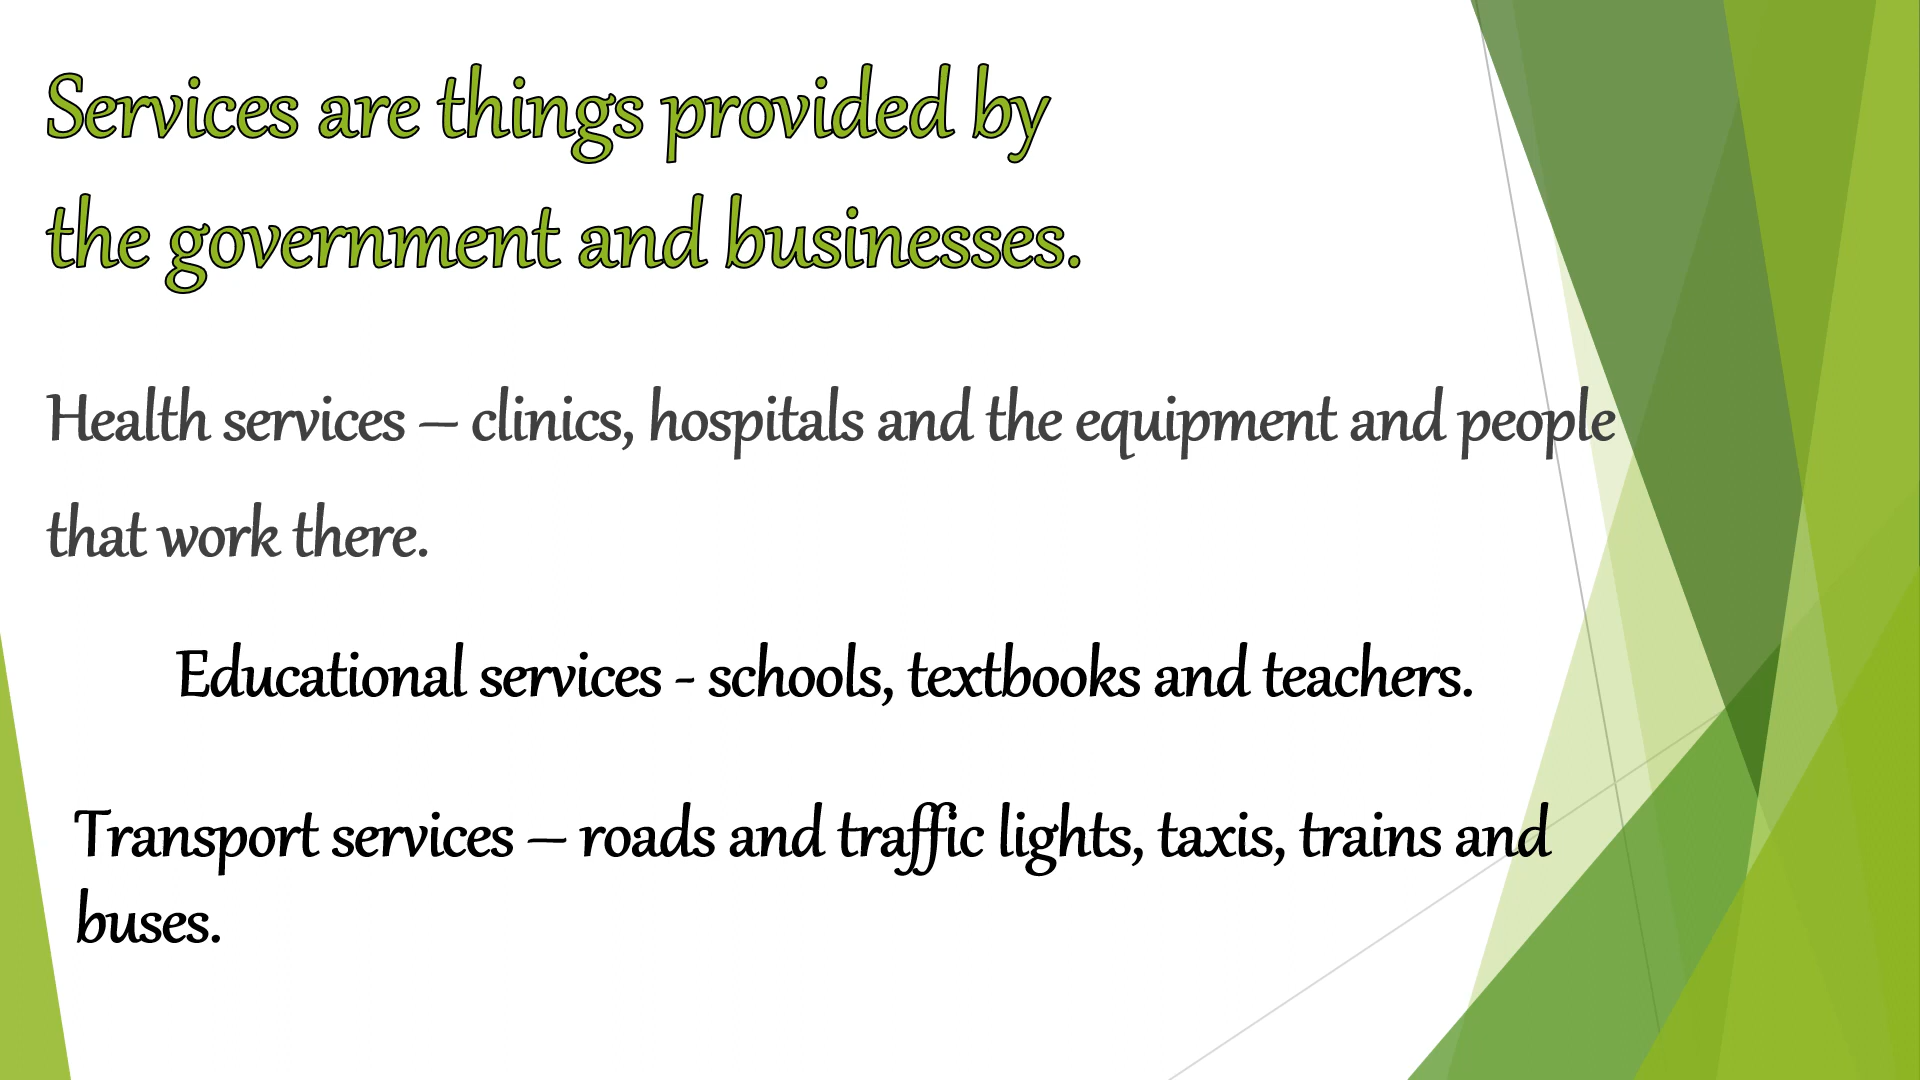 Services are things provided by
the government and businesses.
Health services – clinics, hospitals and the equipment and people
that work there.
Educational services - schools, textbooks and teachers.
Transport services – roads and traffic lights, taxis, trains and
buses.